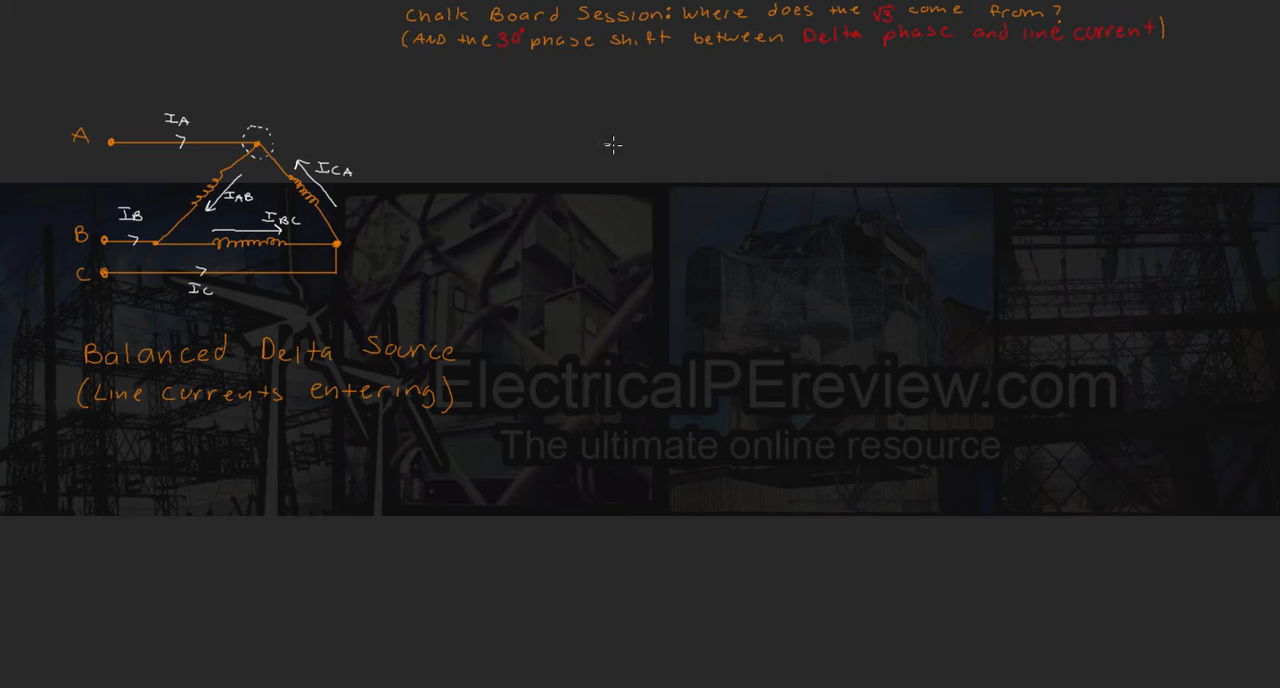 Chalk Board Session: Where does the √3 come from?
(AND the 30° phase shift between Delta phase and line current)
IA
A
ICA
IAB
IB
IBC
B
C
IC
Balanced Delta Source
(Line currents entering)
ElectricalPEreview.com
The ultimate online resource